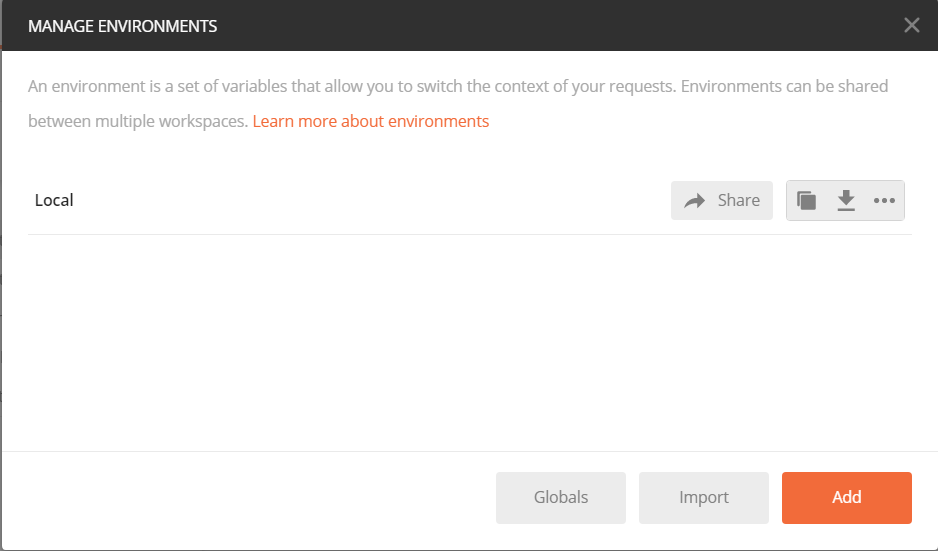 MANAGE ENVIRONMENTS
An environment is a set of variables that allow you to switch the context of your requests. Environments can be shared
between multiple workspaces. Learn more about environments
Local
Share
Globals
Import
Add